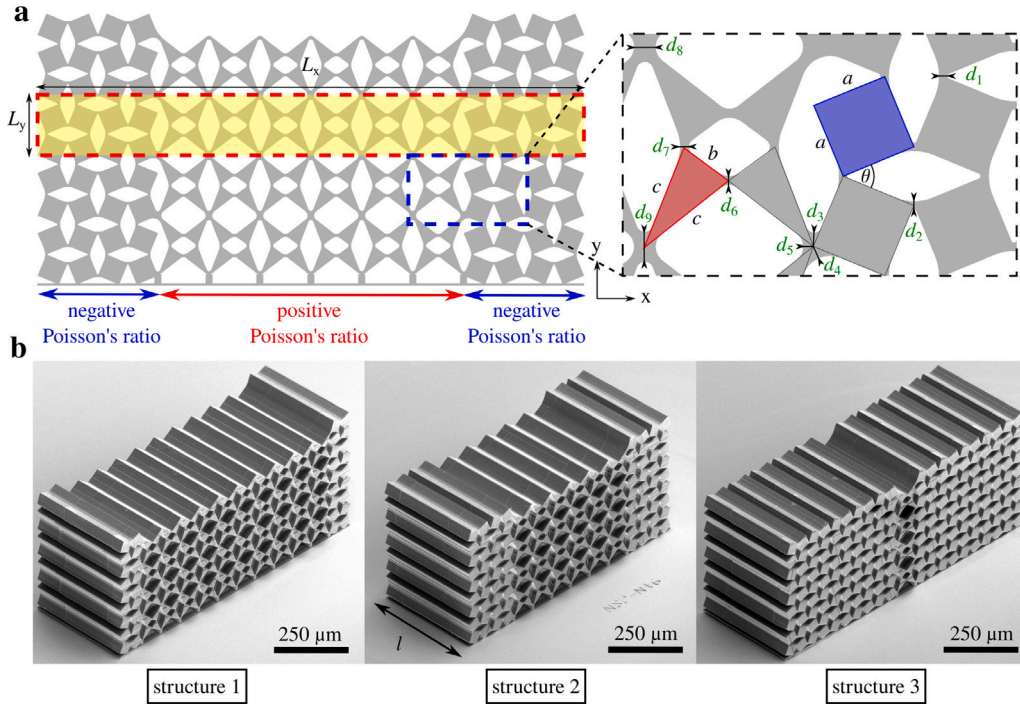 a
Lx
Ly
negative
Poisson's ratio
positive
Poisson's ratio
negative
Poisson's ratio
y
x
d8
d1
a
a
d7
b
θ
c
c
d9
d6
d3
d2
d5
d4
b
250 µm
l
250 µm
250 µm
structure 1
structure 2
structure 3